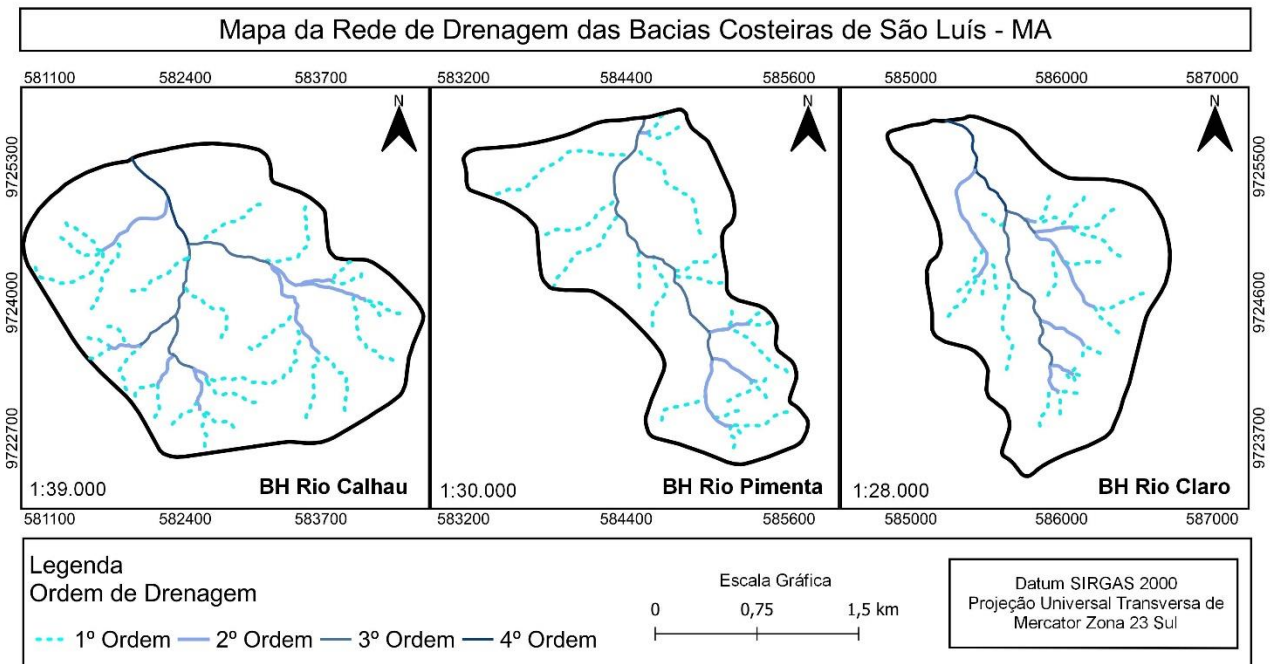 Mapa da Rede de Drenagem das Bacias Costeiras de São Luís - MA
581100 582400 583700 583200 584400 585600 585000 586000 587000
N N N
9725300
9724000
9722700
9725500
9724600
9723700
1:39.000 BH Rio Calhau
1:30.000 BH Rio Pimenta
1:28.000 BH Rio Claro
581100 582400 583700 583200 584400 585600 585000 586000 587000
Legenda
Ordem de Drenagem
1º Ordem 2º Ordem 3º Ordem 4º Ordem
Escala Gráfica
0 0,75 1,5 km
Datum SIRGAS 2000
Projeção Universal Transversa de
Mercator Zona 23 Sul